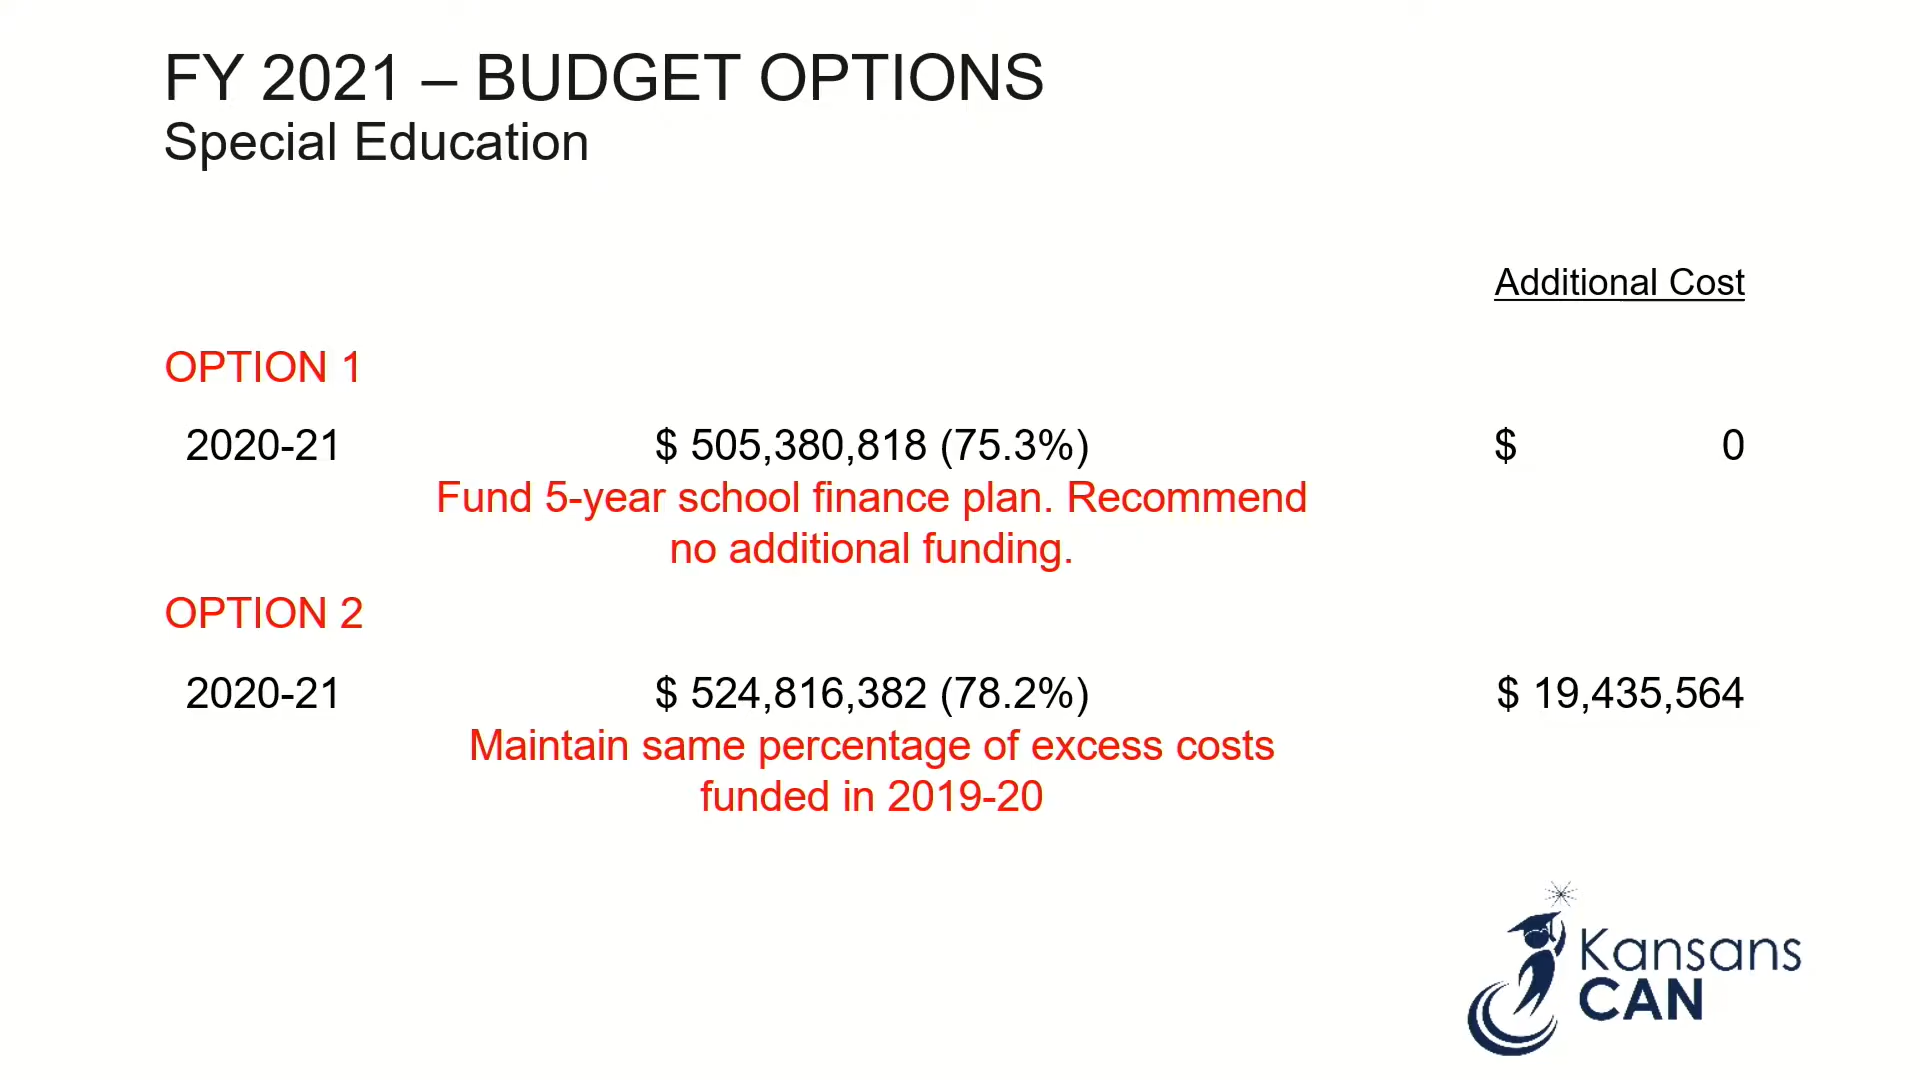 FY 2021 – BUDGET OPTIONS
Special Education
Additional Cost
OPTION 1
2020-21 $ 505,380,818 (75.3%) $ 0
Fund 5-year school finance plan. Recommend
no additional funding.
OPTION 2
2020-21 $ 524,816,382 (78.2%) $ 19,435,564
Maintain same percentage of excess costs
funded in 2019-20
Kansans
CAN